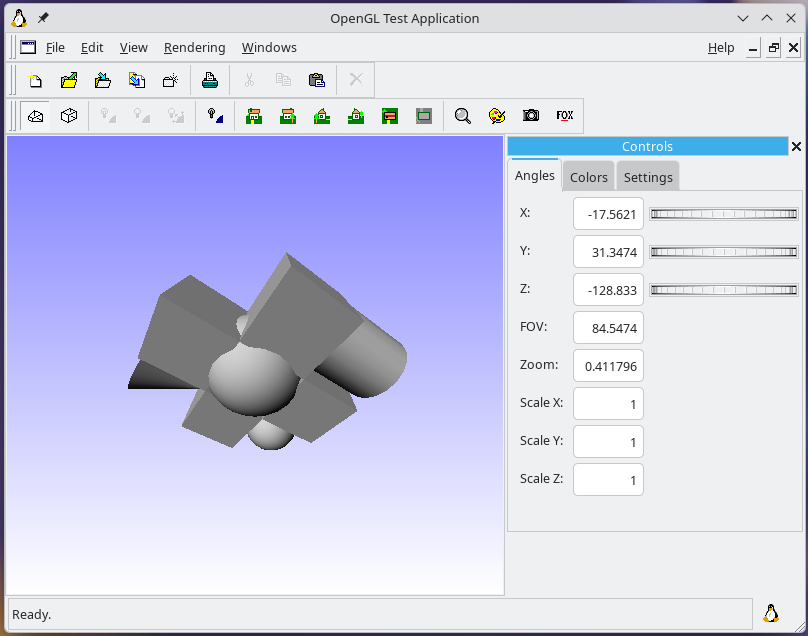 OpenGL Test Application
File Edit View Rendering Windows Help
FOX
Controls
Angles Colors Settings
X: -17.5621
Y: 31.3474
Z: -128.833
FOV: 84.5474
Zoom: 0.411796
Scale X: 1
Scale Y: 1
Scale Z: 1
Ready.